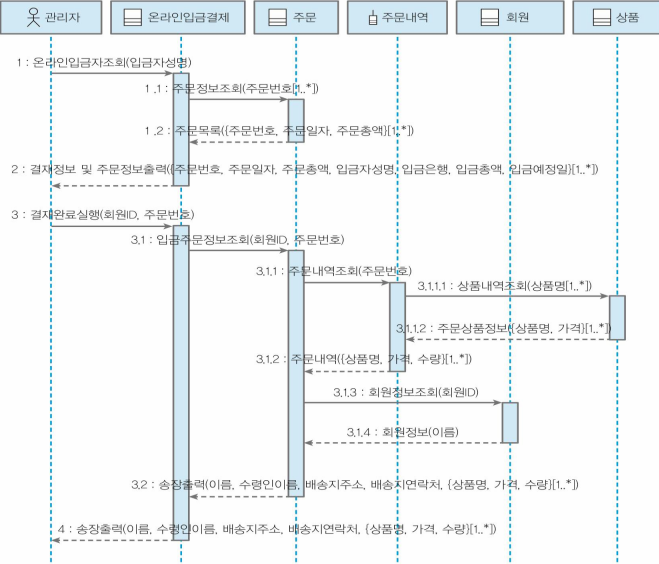 관리자 온라인입금결제 주문 주문내역 회원 상품
1 : 온라인입금자조회(입금자성명)
1.1 : 주문정보조회(주문번호[1..*])
1.2 : 주문목록({주문번호, 주문일자, 주문총액}[1..*])
2 : 결재정보 및 주문정보출력({주문번호, 주문일자, 주문총액, 입금자성명, 입금은행, 입금총액, 입금예정일}[1..*])
3 : 결재완료실행(회원ID, 주문번호)
3.1 : 입금주문정보조회(회원ID, 주문번호)
3.1.1 : 주문내역조회(주문번호)
3.1.1.1 : 상품내역조회(상품명[1..*])
3.1.1.2 : 주문상품정보({상품명, 가격}[1..*])
3.1.2 : 주문내역({상품명, 가격, 수량}[1..*])
3.1.3 : 회원정보조회(회원ID)
3.1.4 : 회원정보(이름)
3.2 : 송장출력(이름, 수령인이름, 배송지주소, 배송지연락처, {상품명, 가격, 수량}[1..*])
4 : 송장출력(이름, 수령인이름, 배송지주소, 배송지연락처, {상품명, 가격, 수량}[1..*])